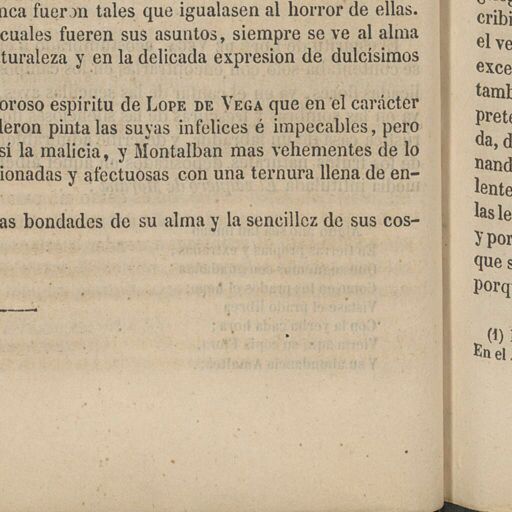 nca fueron tales que igualasen al horror de ellas.
cuales fueren sus asuntos, siempre se ve al alma
turaleza y en la delicada expresion de dulcísimos
oroso espíritu de LOPE DE VEGA que en el carácter
leron pinta las suyas infelices é impecables, pero
sí la malicia, y Montalban mas vehementes de lo
ionadas y afectuosas con una ternura llena de en-
as bondades de su alma y la sencillez de sus cos-
cribi
el ve
exce
tamb
prete
da, d
nand
lente
las le
y por
que s
porq
(1)
En el